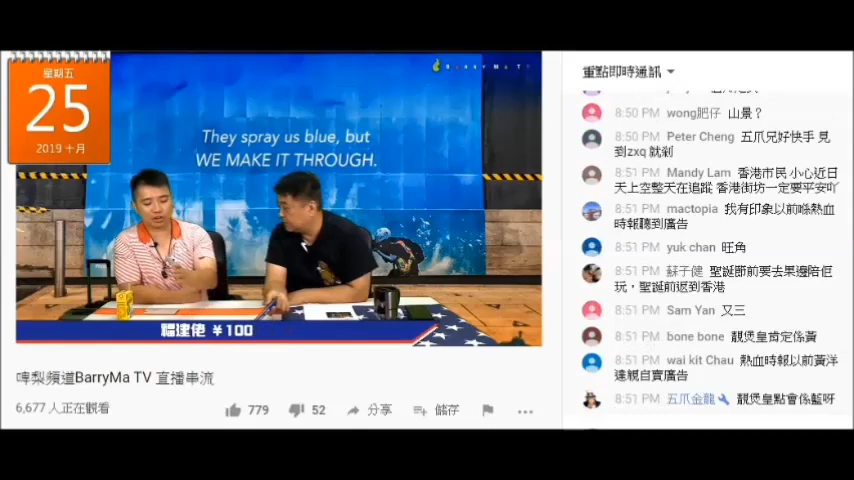 星期五
25
2019 十月
BARRYMA TV
They spray us blue, but
WE MAKE IT THROUGH.
福建佬 ￥100
啤梨頻道BarryMa TV 直播串流
6,677 人正在觀看
779
52
分享
儲存
重點即時通訊
8:50 PM wong肥仔 山景？
8:50 PM Peter Cheng 五爪兄好快手 見
到zxq 就剎
8:51 PM Mandy Lam 香港市民 小心近日
天上空整天在追蹤 香港街坊一定要平安吖
8:51 PM mactopia 我有印象以前喺熱血
時報聽到廣告
8:51 PM yuk chan 旺角
8:51 PM 蘇于健 聖誕節前要去果邊陪佢
玩，聖誕前返到香港
8:51 PM Sam Yan 又三
8:51 PM bone bone 靚煲皇肯定係黃
8:51 PM wai kit Chau 熱血時報以前黃洋
達親自賣廣告
8:51 PM 五爪金龍 靚煲皇點會係藍呀